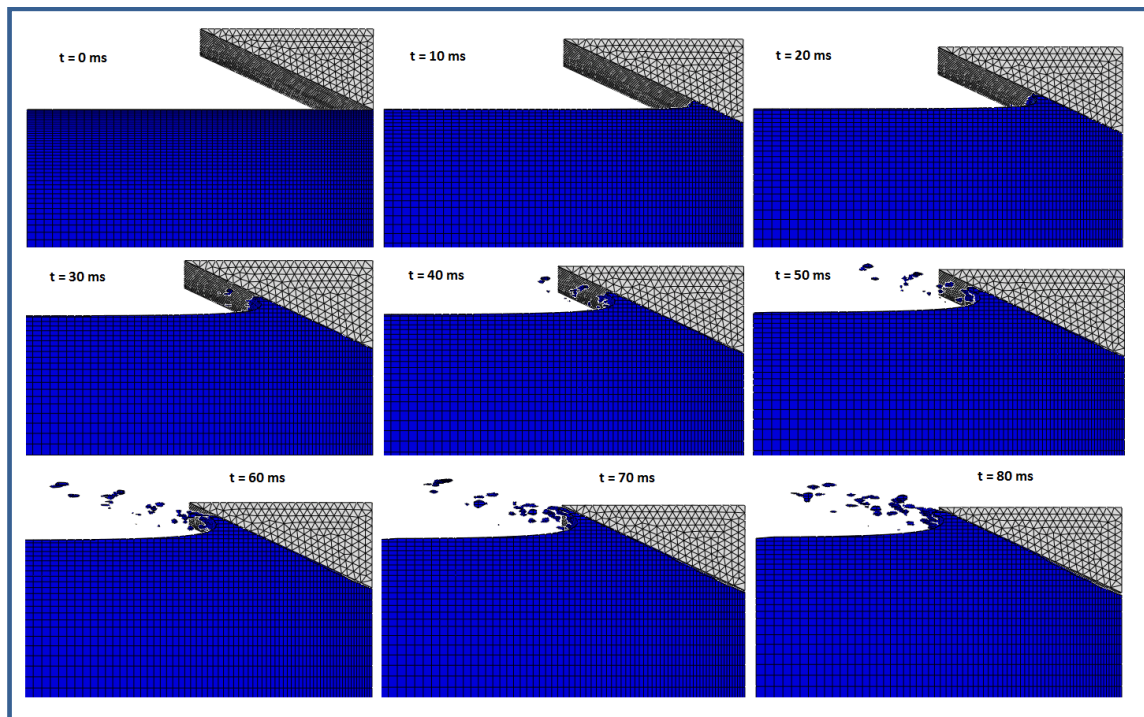 t = 0 ms
t = 10 ms
t = 20 ms
t = 30 ms
t = 40 ms
t = 50 ms
t = 60 ms
t = 70 ms
t = 80 ms